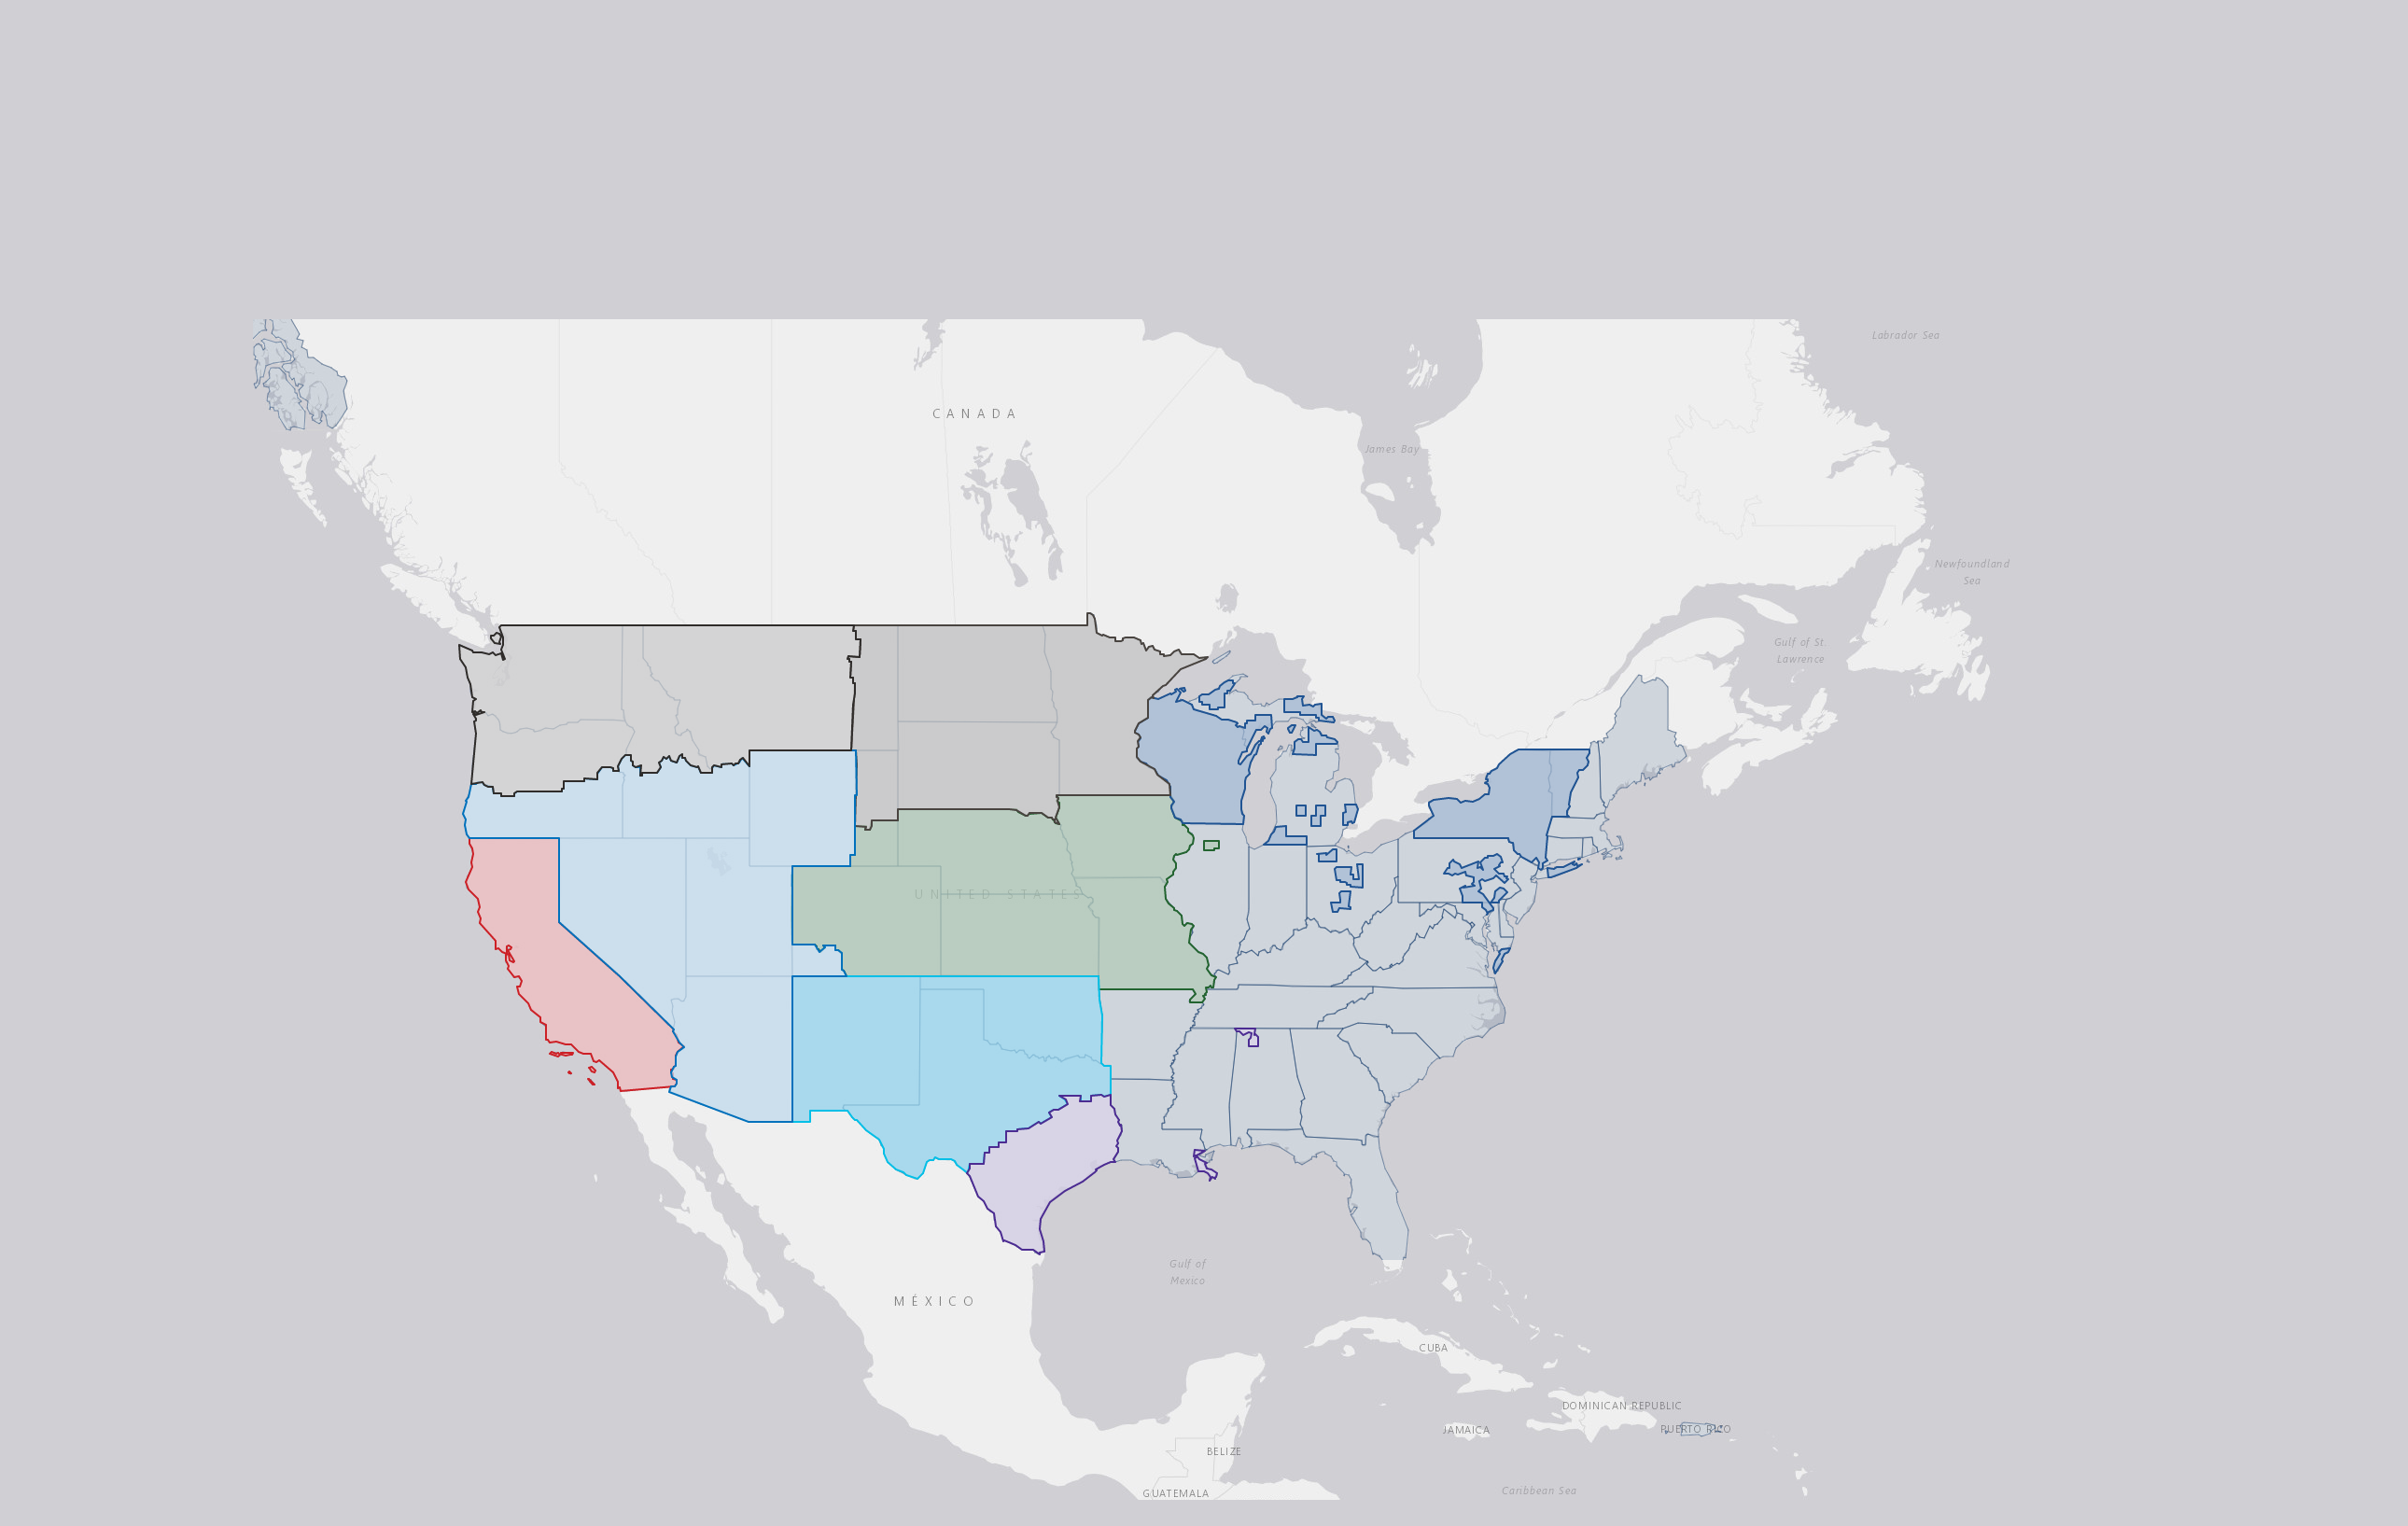 Labrador Sea
CANADA
James Bay
Newfoundland
Sea
Gulf of St.
Lawrence
UNITED STATES
Gulf of
Mexico
MÉXICO
CUBA
DOMINICAN REPUBLIC
JAMAICA
PUERTO RICO
BELIZE
Caribbean Sea
GUATEMALA